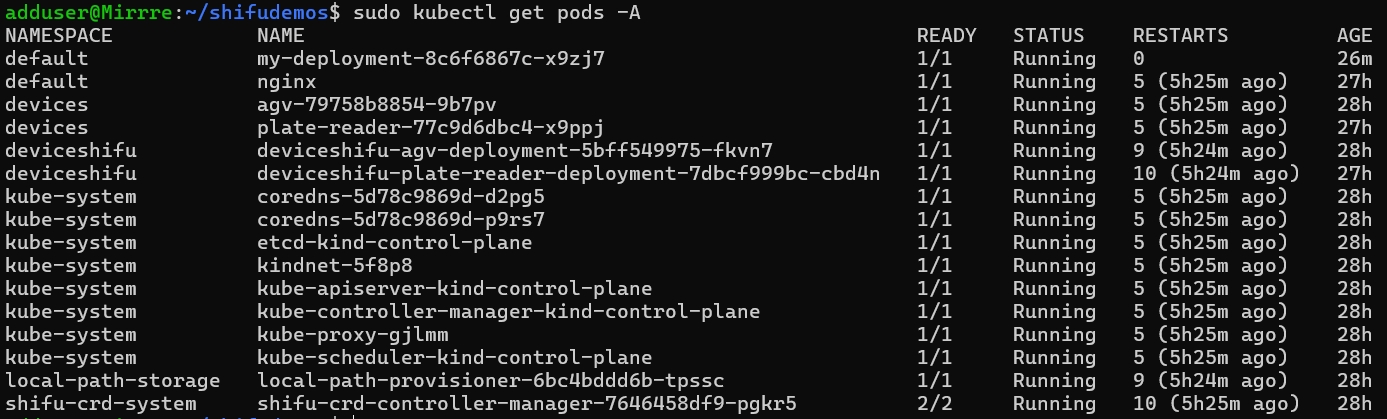 adduser@Mirrre:~/shifudemos$ sudo kubectl get pods -A
NAMESPACE NAME READY STATUS RESTARTS AGE
default my-deployment-8c6f6867c-x9zj7 1/1 Running 0 26m
default nginx 1/1 Running 5 (5h25m ago) 27h
devices agv-79758b8854-9b7pv 1/1 Running 5 (5h25m ago) 28h
devices plate-reader-77c9d6dbc4-x9ppj 1/1 Running 5 (5h25m ago) 27h
deviceshifu deviceshifu-agv-deployment-5bff549975-fkvn7 1/1 Running 9 (5h24m ago) 28h
deviceshifu deviceshifu-plate-reader-deployment-7dbcf999bc-cbd4n 1/1 Running 10 (5h24m ago) 27h
kube-system coredns-5d78c9869d-d2pg5 1/1 Running 5 (5h25m ago) 28h
kube-system coredns-5d78c9869d-p9rs7 1/1 Running 5 (5h25m ago) 28h
kube-system etcd-kind-control-plane 1/1 Running 5 (5h25m ago) 28h
kube-system kindnet-5f8p8 1/1 Running 5 (5h25m ago) 28h
kube-system kube-apiserver-kind-control-plane 1/1 Running 5 (5h25m ago) 28h
kube-system kube-controller-manager-kind-control-plane 1/1 Running 5 (5h25m ago) 28h
kube-system kube-proxy-gjlmm 1/1 Running 5 (5h25m ago) 28h
kube-system kube-scheduler-kind-control-plane 1/1 Running 5 (5h25m ago) 28h
local-path-storage local-path-provisioner-6bc4bddd6b-tpssc 1/1 Running 9 (5h24m ago) 28h
shifu-crd-system shifu-crd-controller-manager-7646458df9-pgkr5 2/2 Running 10 (5h25m ago) 28h